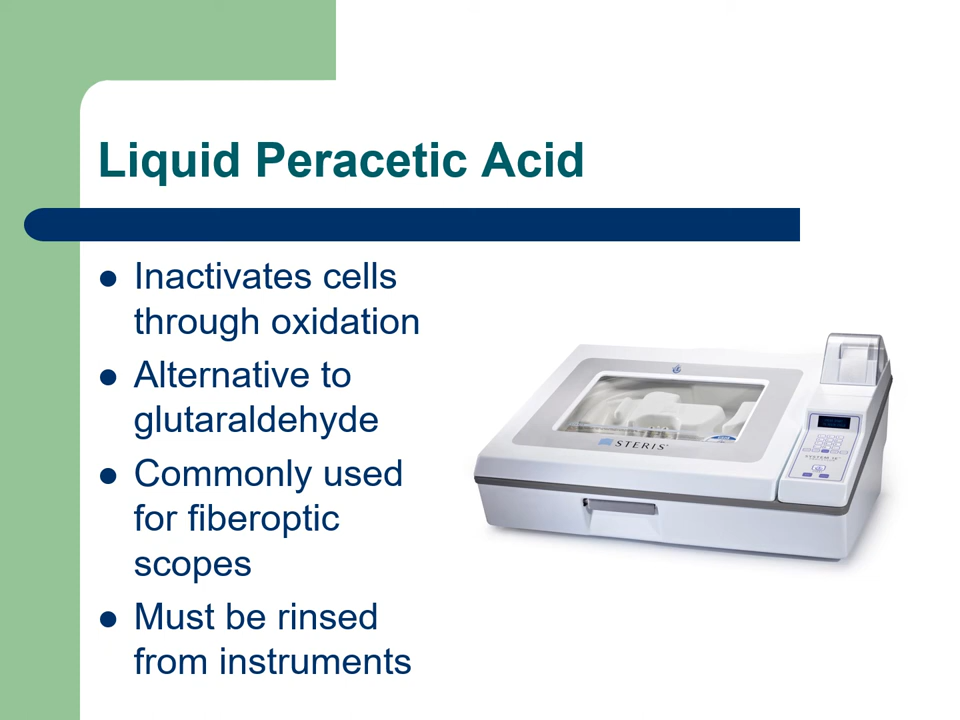 Liquid Peracetic Acid
Inactivates cells
through oxidation
Alternative to
glutaraldehyde
Commonly used
for fiberoptic
scopes
Must be rinsed
from instruments
STERIS